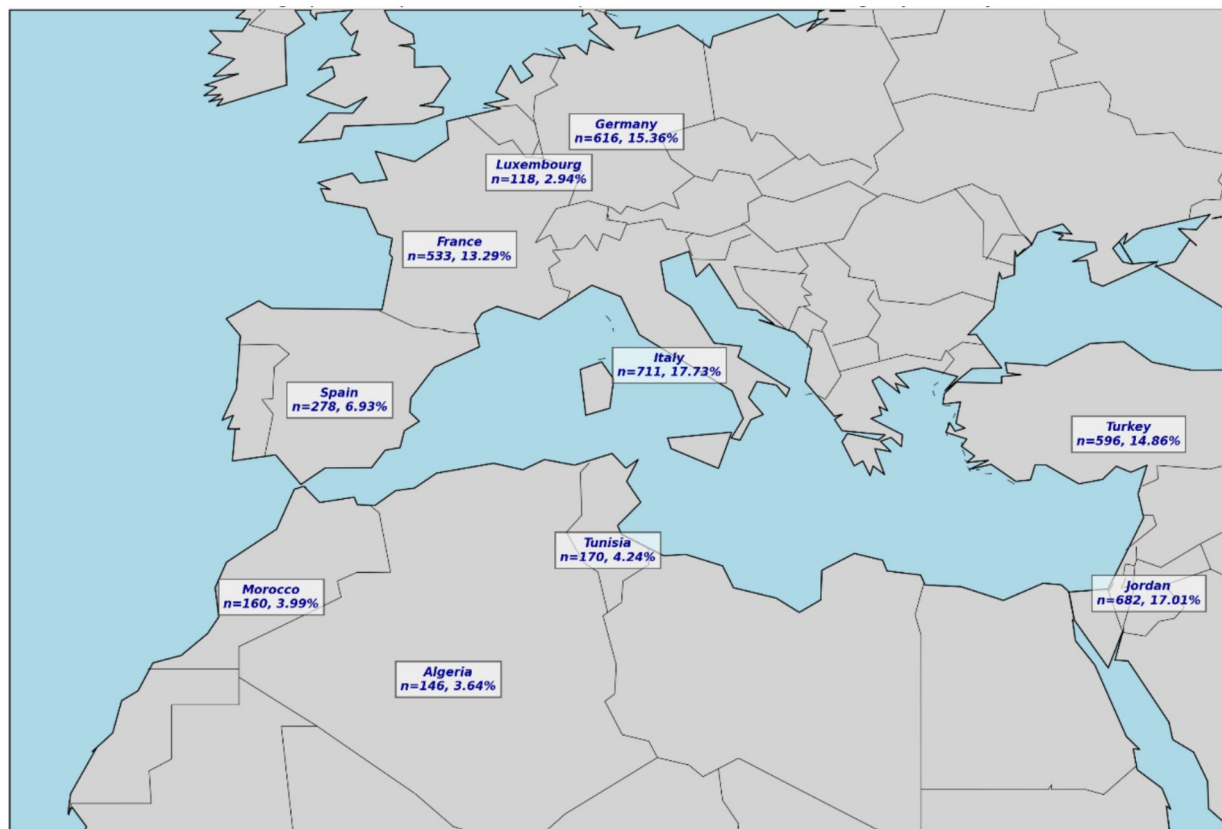 Germany
n=616, 15.36%
Luxembourg
n=118, 2.94%
France
n=533, 13.29%
Italy
n=711, 17.73%
Spain
n=278, 6.93%
Turkey
n=596, 14.86%
Tunisia
n=170, 4.24%
Morocco
n=160, 3.99%
Jordan
n=682, 17.01%
Algeria
n=146, 3.64%